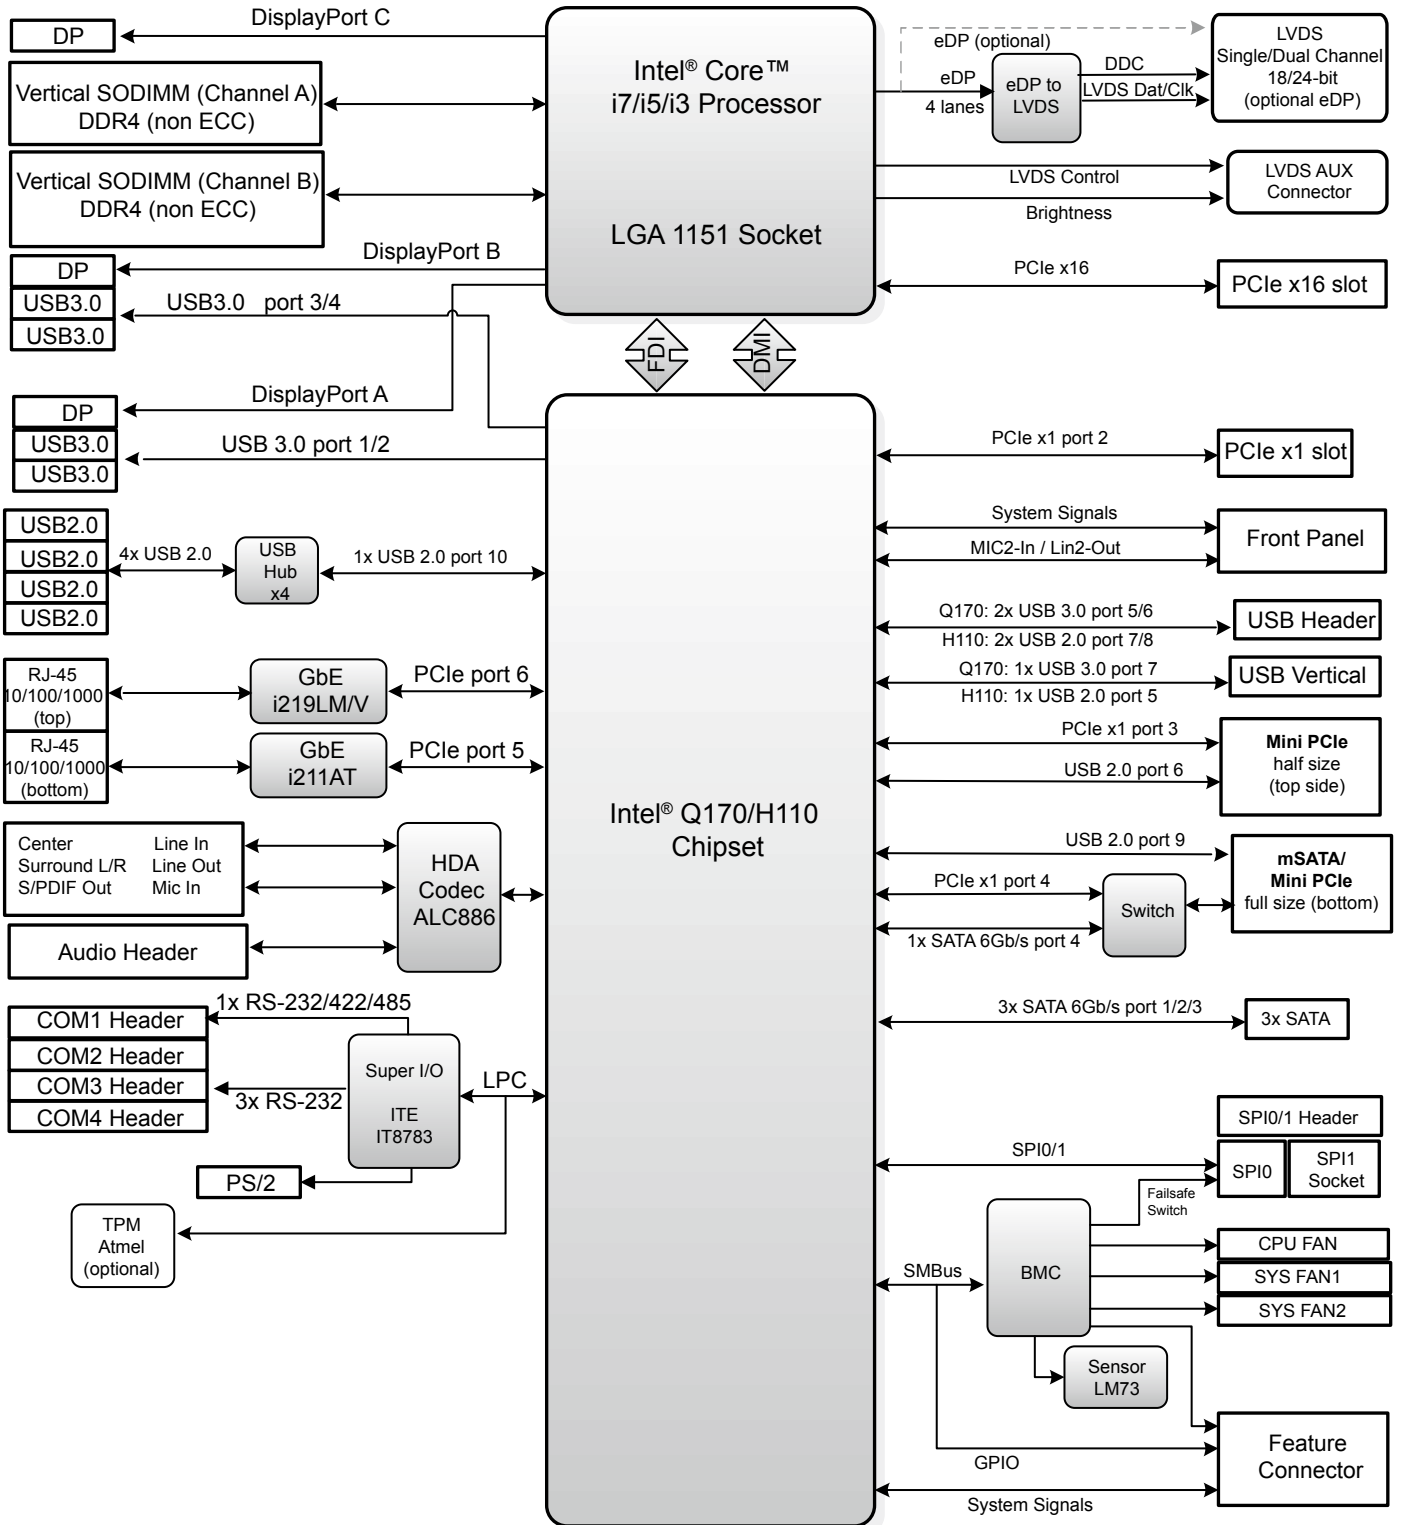 DisplayPort C
DP
Vertical SODIMM (Channel A)
DDR4 (non ECC)
Vertical SODIMM (Channel B)
DDR4 (non ECC)
DisplayPort B
DP
USB3.0
USB3.0
USB3.0 port 3/4
DisplayPort A
DP
USB3.0
USB3.0
USB 3.0 port 1/2
USB2.0
USB2.0
USB2.0
USB2.0
4x USB 2.0
USB
Hub
x4
1x USB 2.0 port 10
RJ-45
10/100/1000
(top)
GbE
i219LM/V
PCIe port 6
RJ-45
10/100/1000
(bottom)
GbE
i211AT
PCIe port 5
Center Line In
Surround L/R Line Out
S/PDIF Out Mic In
HDA
Codec
ALC886
Audio Header
1x RS-232/422/485
COM1 Header
COM2 Header
COM3 Header
COM4 Header
3x RS-232
Super I/O
ITE
IT8783
LPC
PS/2
TPM
Atmel
(optional)
Intel® Core™
i7/i5/i3 Processor
LGA 1151 Socket
FDI
DMI
Intel® Q170/H110
Chipset
eDP (optional)
eDP
4 lanes
eDP to
LVDS
DDC
LVDS Dat/Clk
LVDS
Single/Dual Channel
18/24-bit
(optional eDP)
LVDS Control
Brightness
LVDS AUX
Connector
PCIe x16
PCIe x16 slot
PCIe x1 port 2
PCIe x1 slot
System Signals
MIC2-In / Lin2-Out
Front Panel
Q170: 2x USB 3.0 port 5/6
H110: 2x USB 2.0 port 7/8
USB Header
Q170: 1x USB 3.0 port 7
H110: 1x USB 2.0 port 5
USB Vertical
PCIe x1 port 3
USB 2.0 port 6
Mini PCIe
half size
(top side)
USB 2.0 port 9
PCIe x1 port 4
1x SATA 6Gb/s port 4
Switch
mSATA/
Mini PCIe
full size (bottom)
3x SATA 6Gb/s port 1/2/3
3x SATA
SPI0/1 Header
SPI0/1
SPI0
SPI1
Socket
Failsafe
Switch
SMBus
BMC
CPU FAN
SYS FAN1
SYS FAN2
Sensor
LM73
GPIO
System Signals
Feature
Connector